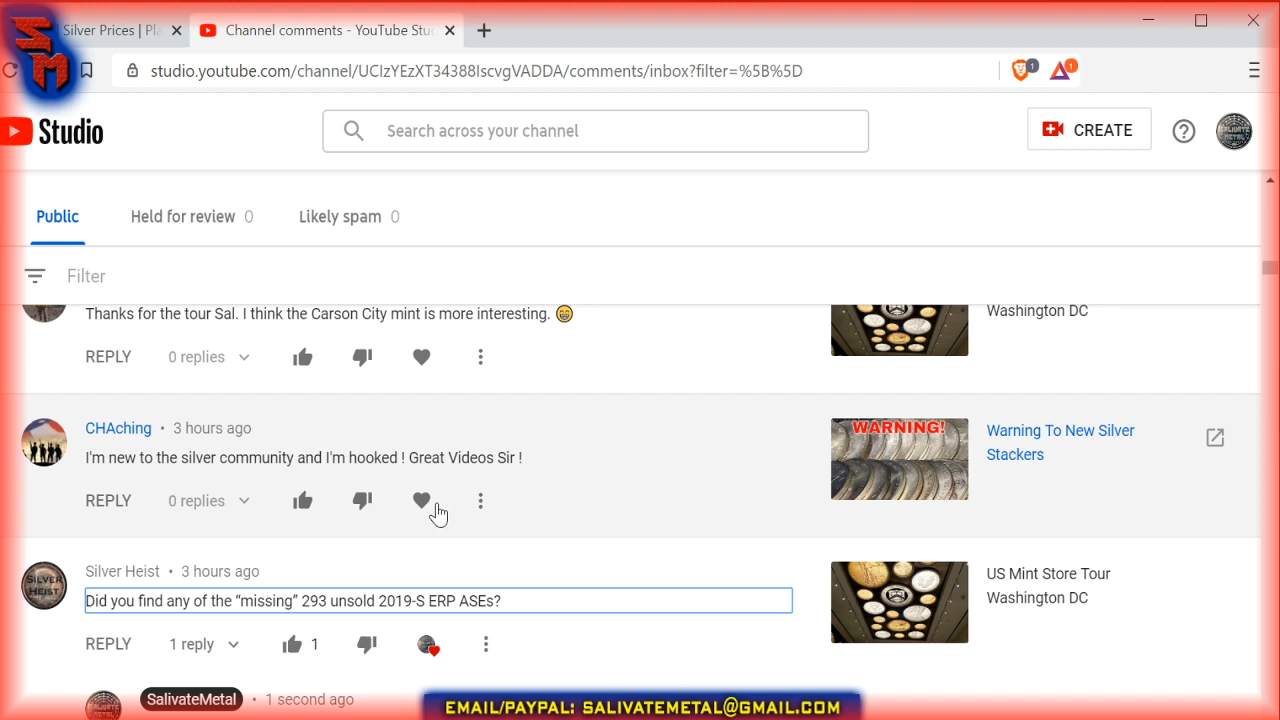 SM
Silver Prices | Pla
Channel comments - YouTube Stu
studio.youtube.com/channel/UCIzYEzXT34388IscvgVADDA/comments/inbox?filter=%5B%5D
1
1
Studio
Search across your channel
CREATE
Public
Held for review 0
Likely spam 0
Filter
Thanks for the tour Sal. I think the Carson City mint is more interesting. 😁
Washington DC
REPLY 0 replies
CHAching • 3 hours ago
I'm new to the silver community and I'm hooked ! Great Videos Sir !
REPLY 0 replies
WARNING!
Warning To New Silver
Stackers
Silver Heist • 3 hours ago
Did you find any of the “missing” 293 unsold 2019-S ERP ASEs?
REPLY 1 reply 1
SILVER
HEIST
US Mint Store Tour
Washington DC
SalivateMetal • 1 second ago
EMAIL/PAYPAL: SALIVATEMETAL@GMAIL.COM